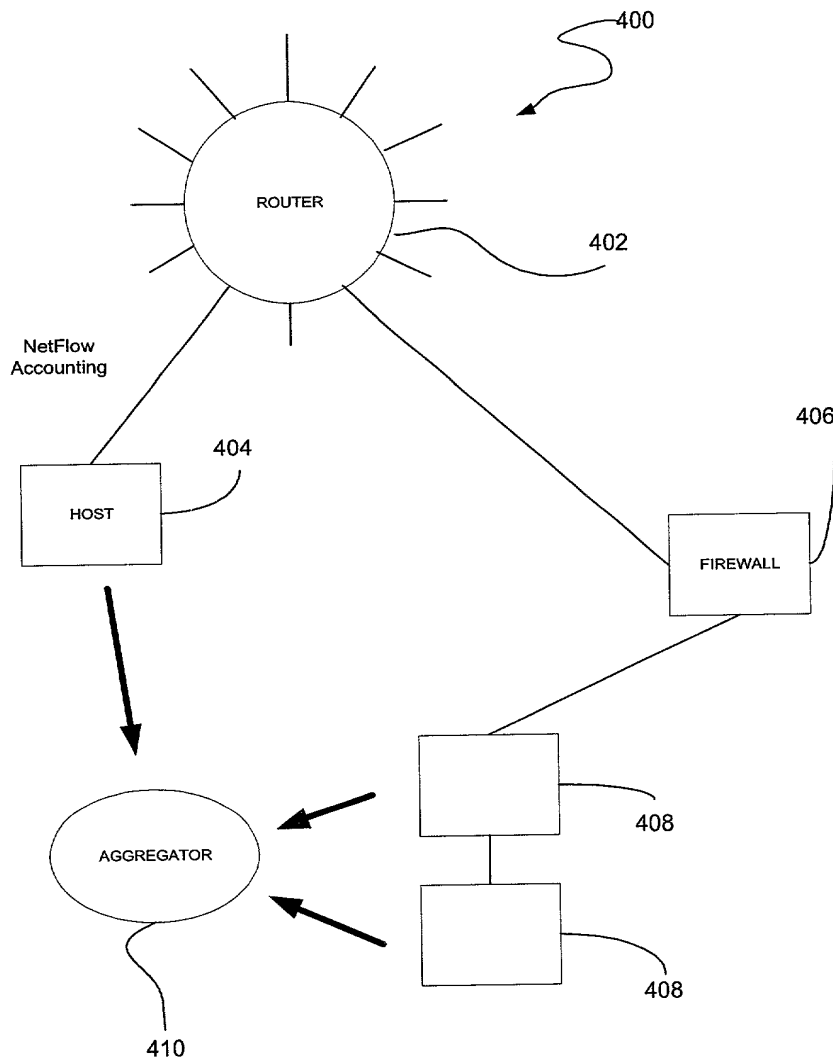 400
ROUTER
402
NetFlow
Accounting
404
406
HOST
FIREWALL
408
AGGREGATOR
408
410